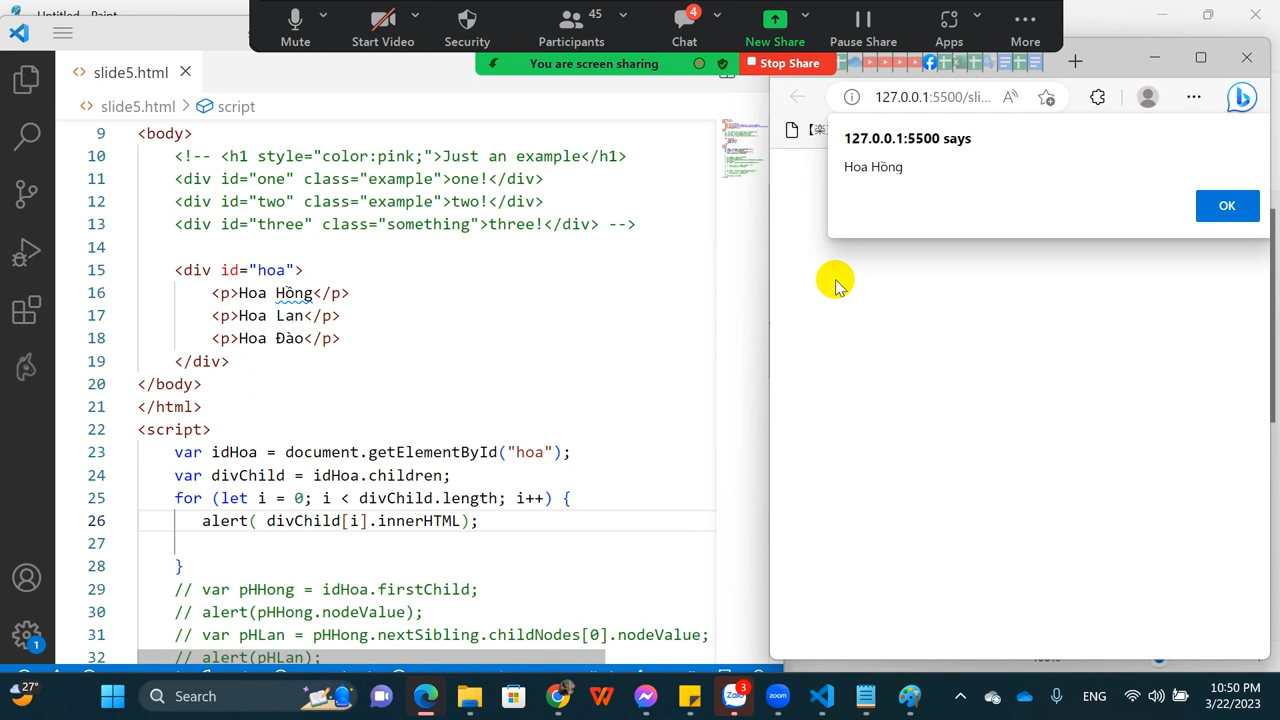 Untitled - Paint
45
4
Mute
Start Video
Security
Participants
Chat
New Share
Pause Share
Apps
More
You are screen sharing
Stop Share
slide5.html
slide5.html
script
127.0.0.1:5500/sli...
127.0.0.1:5500 says
Hoa Hồng
OK
9 <body>
10 <!-- <h1 style="color:pink;">Just an example</h1>
11 <div id="one" class="example">one!</div>
12 <div id="two" class="example">two!</div>
13 <div id="three" class="something">three!</div> -->
14
15 <div id="hoa">
16 <p>Hoa Hồng</p>
17 <p>Hoa Lan</p>
18 <p>Hoa Đào</p>
19 </div>
20 </body>
21 </html>
22 <script>
23 var idHoa = document.getElementById("hoa");
24 var divChild = idHoa.children;
25 for (let i = 0; i < divChild.length; i++) {
26 alert( divChild[i].innerHTML);
27
28 }
29 // var pHHong = idHoa.firstChild;
30 // alert(pHHong.nodeValue);
31 // var pHLan = pHHong.nextSibling.childNodes[0].nodeValue;
32 // alert(pHLan);
1
27°
Search
zoom
3
ENG
10:50 PM
3/22/2023